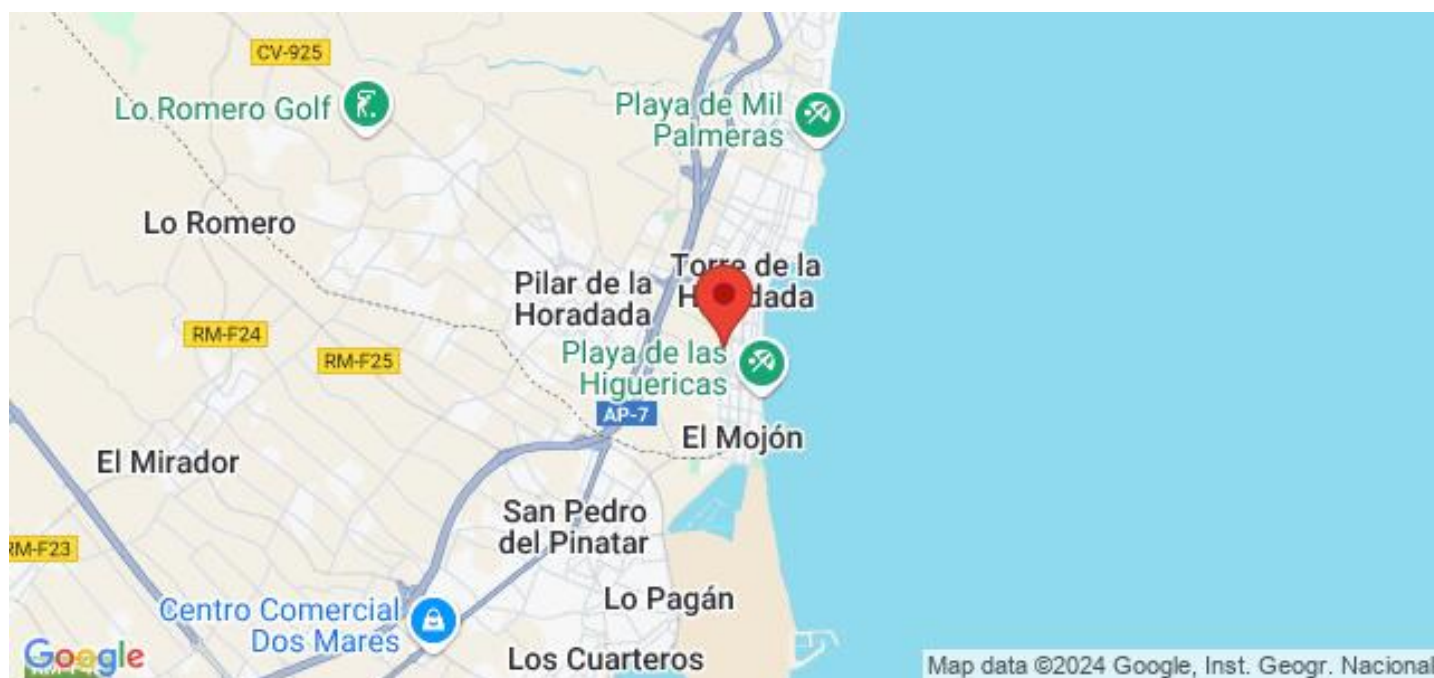 CV-925
Lo Romero Golf
Playa de Mil
Palmeras
Lo Romero
Torre de la
Pilar de la
Horadada
RM-F24
RM-F25
Playa de las
Higuericas
AP-7
El Mojón
El Mirador
San Pedro
del Pinatar
RM-F23
Lo Pagán
Centro Comercial
Dos Mares
Los Cuarteros
Google
Map data ©2024 Google, Inst. Geogr. Nacional